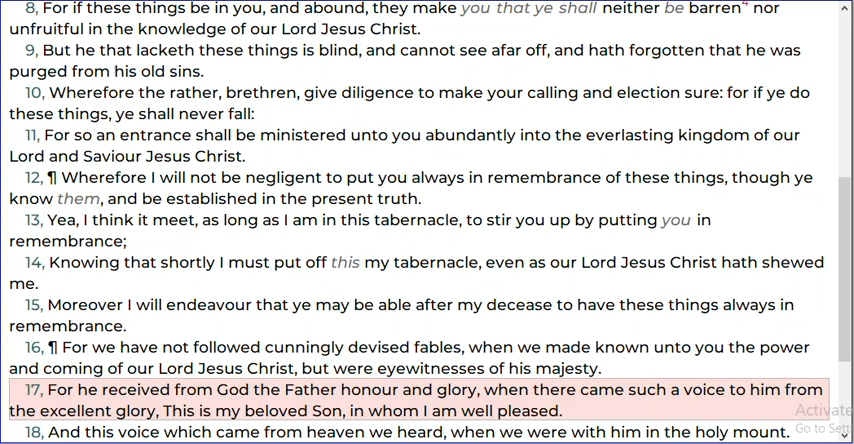 8, For if these things be in you, and abound, they make you that ye shall neither be barren⁴ nor
unfruitful in the knowledge of our Lord Jesus Christ.
9, But he that lacketh these things is blind, and cannot see afar off, and hath forgotten that he was
purged from his old sins.
10, Wherefore the rather, brethren, give diligence to make your calling and election sure: for if ye do
these things, ye shall never fall:
11, For so an entrance shall be ministered unto you abundantly into the everlasting kingdom of our
Lord and Saviour Jesus Christ.
12, ¶ Wherefore I will not be negligent to put you always in remembrance of these things, though ye
know them, and be established in the present truth.
13, Yea, I think it meet, as long as I am in this tabernacle, to stir you up by putting you in
remembrance;
14, Knowing that shortly I must put off this my tabernacle, even as our Lord Jesus Christ hath shewed
me.
15, Moreover I will endeavour that ye may be able after my decease to have these things always in
remembrance.
16, ¶ For we have not followed cunningly devised fables, when we made known unto you the power
and coming of our Lord Jesus Christ, but were eyewitnesses of his majesty.
17, For he received from God the Father honour and glory, when there came such a voice to him from
the excellent glory, This is my beloved Son, in whom I am well pleased.
18, And this voice which came from heaven we heard, when we were with him in the holy mount.
Activate
Go to Sett